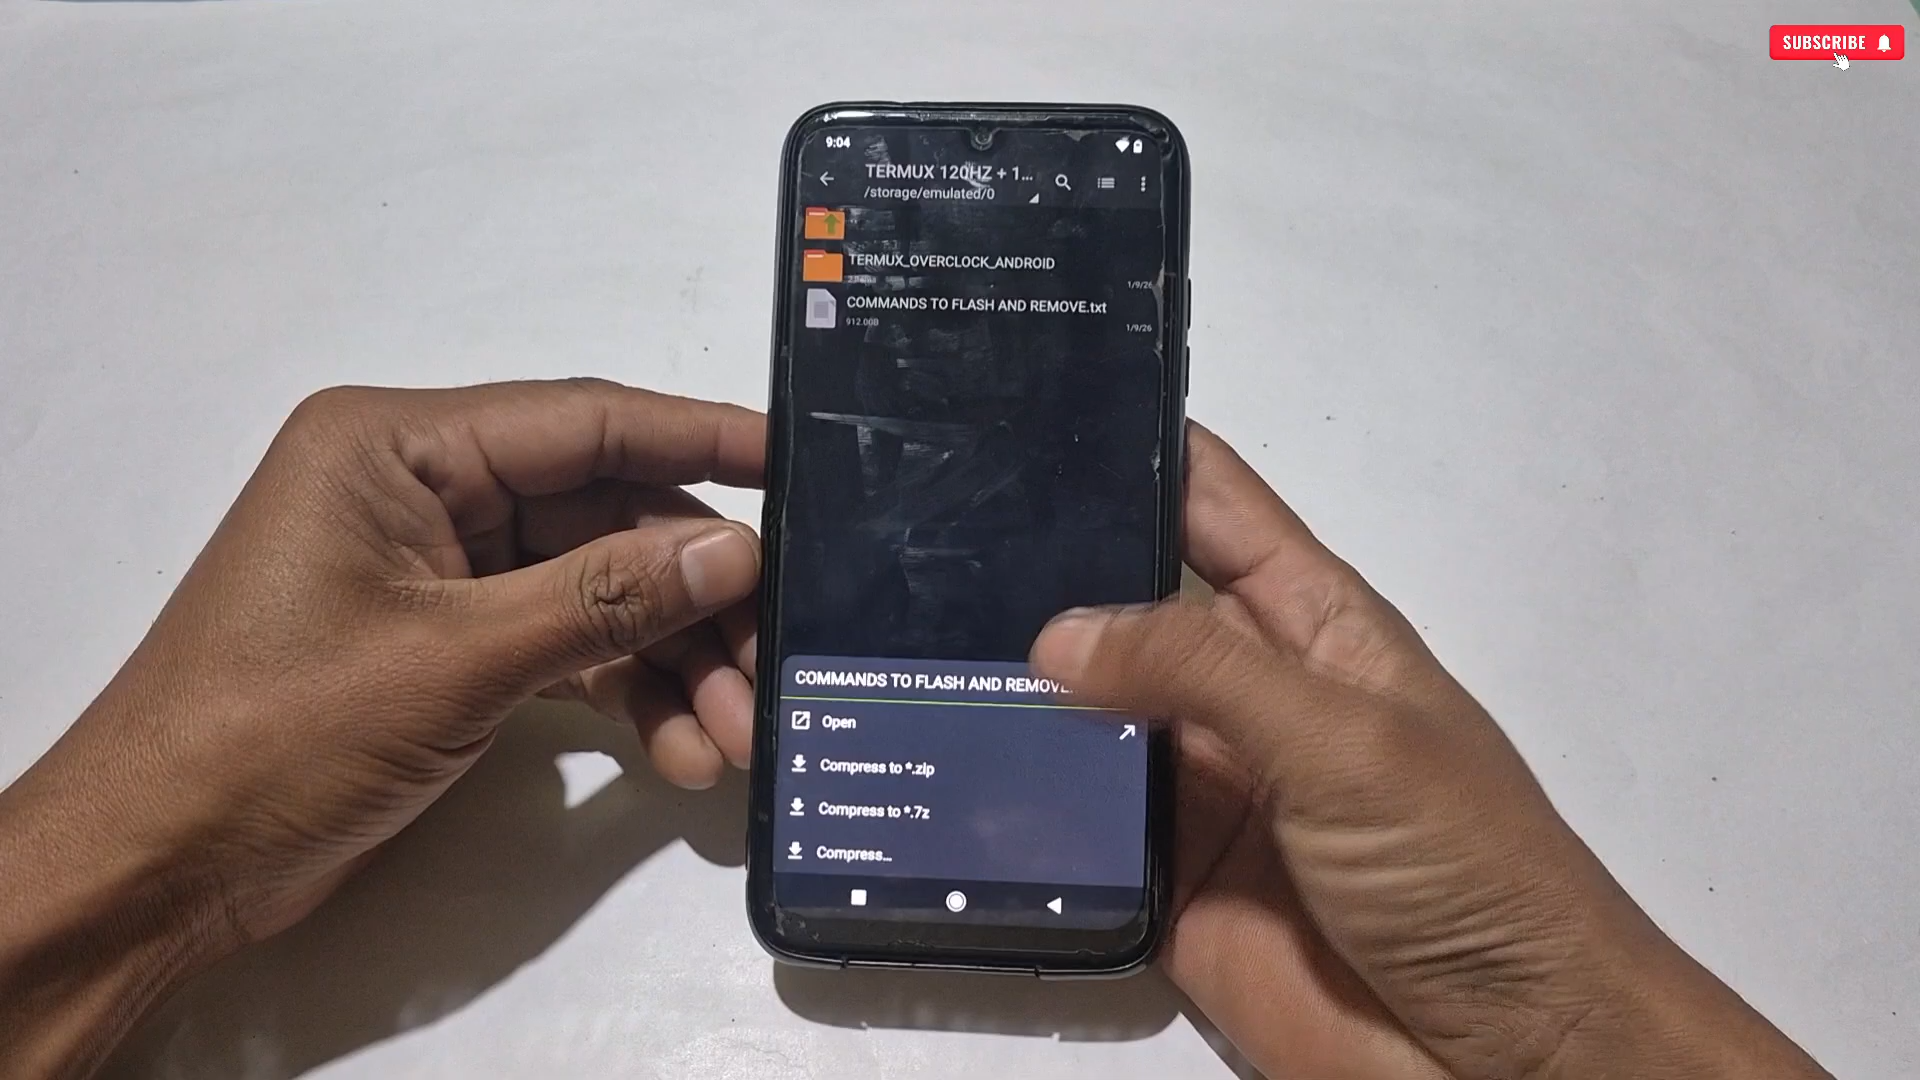 SUBSCRIBE
9:04
TERMUX 120HZ + 1...
/storage/emulated/0
..
TERMUX_OVERCLOCK_ANDROID
1/9/26
COMMANDS TO FLASH AND REMOVE.txt
912.00B
1/9/26
COMMANDS TO FLASH AND REMOVE.
Open
Compress to *.zip
Compress to *.7z
Compress...